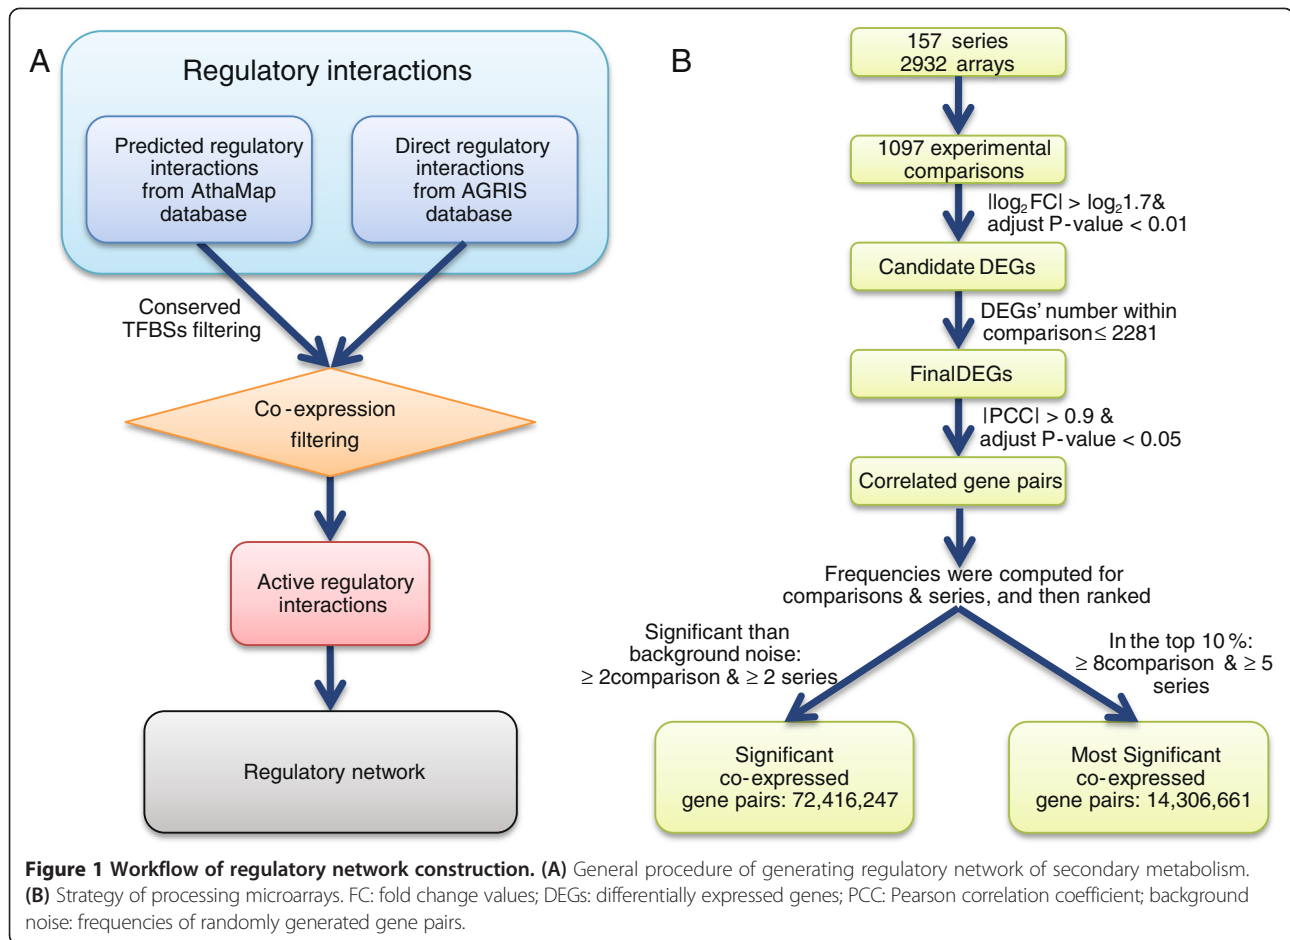 A
Regulatory interactions
Predicted regulatory
interactions
from AthaMap
database
Direct regulatory
interactions
from AGRIS
database
Conserved
TFBSs filtering
Co-expression
filtering
Active regulatory
interactions
Regulatory network
B
157 series
2932 arrays
1097 experimental
comparisons
|log₂FC| > log₂1.7&
adjust P-value < 0.01
Candidate DEGs
DEGs' number within
comparison≤ 2281
FinalDEGs
|PCC| > 0.9 &
adjust P-value < 0.05
Correlated gene pairs
Frequencies were computed for
comparisons & series, and then ranked
Significant than
background noise:
≥ 2comparison & ≥ 2 series
In the top 10%:
≥ 8comparison & ≥ 5
series
Significant
co-expressed
gene pairs: 72,416,247
Most Significant
co-expressed
gene pairs: 14,306,661
Figure 1 Workflow of regulatory network construction. (A) General procedure of generating regulatory network of secondary metabolism.
(B) Strategy of processing microarrays. FC: fold change values; DEGs: differentially expressed genes; PCC: Pearson correlation coefficient; background
noise: frequencies of randomly generated gene pairs.